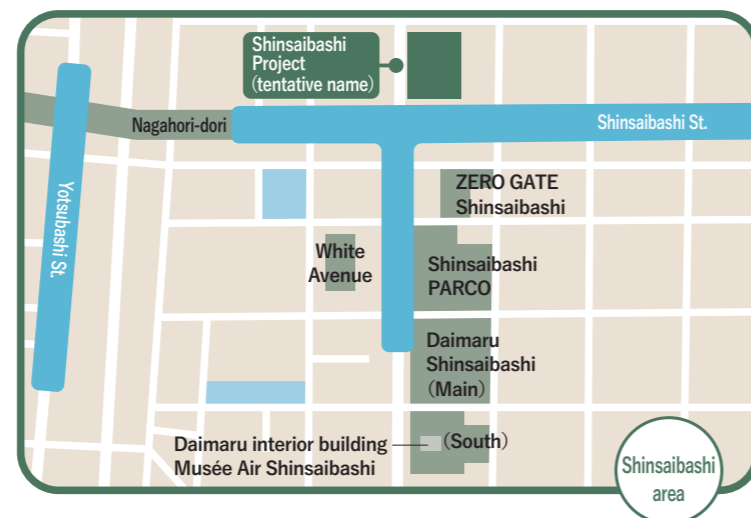 Shinsaibashi
Project
(tentative name)
Nagahori-dori
Shinsaibashi St.
Yotsubashi St.
ZERO GATE
Shinsaibashi
White
Avenue
Shinsaibashi
PARCO
Daimaru
Shinsaibashi
(Main)
Daimaru interior building
Musée Air Shinsaibashi
(South)
Shinsaibashi
area